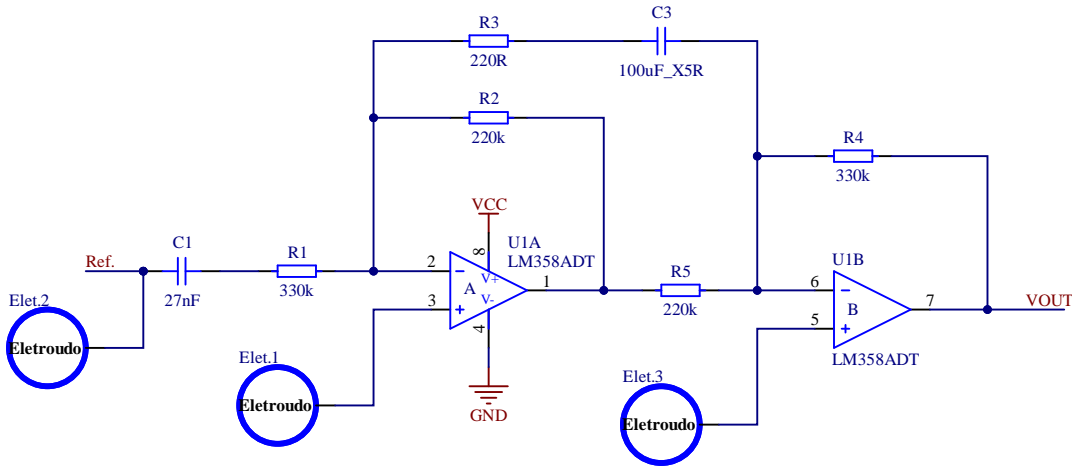 R3
220R
C3
100uF_X5R
R2
220k
R4
330k
VCC
8
U1A
LM358ADT
Ref.
C1
27nF
R1
330k
2
3
A
V+
V-
1
4
GND
R5
220k
U1B
6
5
B
7
LM358ADT
VOUT
Elet.2
Eletroudo
Elet.1
Eletroudo
Elet.3
Eletroudo